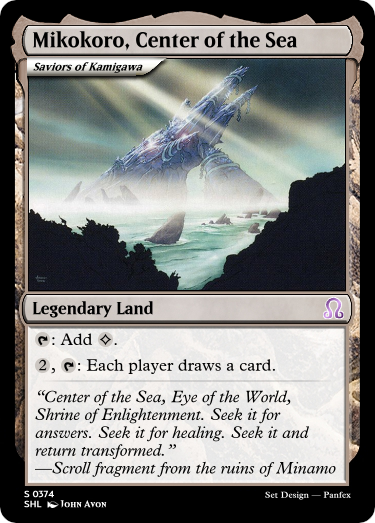 Mikokoro, Center of the Sea
Saviors of Kamigawa
Legendary Land
: Add .
2, : Each player draws a card.
“Center of the Sea, Eye of the World,
Shrine of Enlightenment. Seek it for
answers. Seek it for healing. Seek it and
return transformed.”
—Scroll fragment from the ruins of Minamo
S 0374
SHL John Avon
Set Design — Panfex